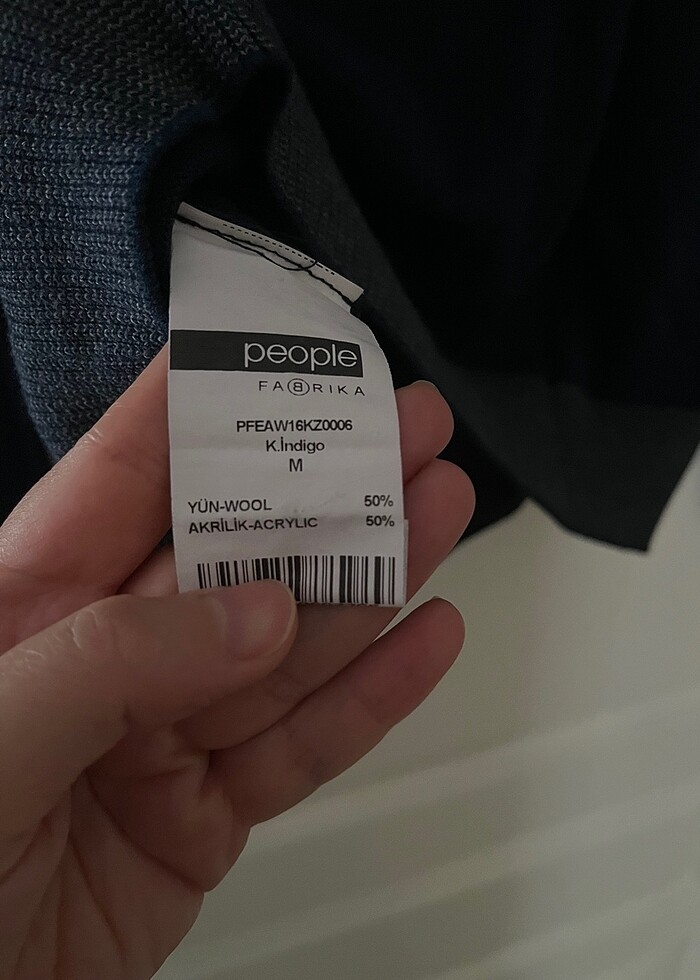 people
FABRIKA
PFEAW16KZ0006
K.İndigo
M
YÜN-WOOL 50%
AKRİLİK-ACRYLIC 50%